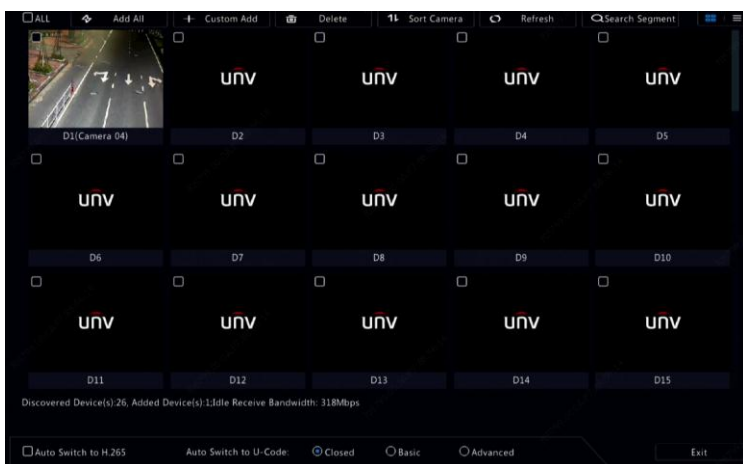 ALL Add All Custom Add Delete Sort Camera Refresh Search Segment
unv unv unv unv
D1(Camera 04) D2 D3 D4 D5
unv unv unv unv unv
D6 D7 D8 D9 D10
unv unv unv unv unv
D11 D12 D13 D14 D15
Discovered Device(s):26, Added Device(s):1;Idle Receive Bandwidth: 318Mbps
Auto Switch to H.265 Auto Switch to U-Code: Closed Basic Advanced Exit